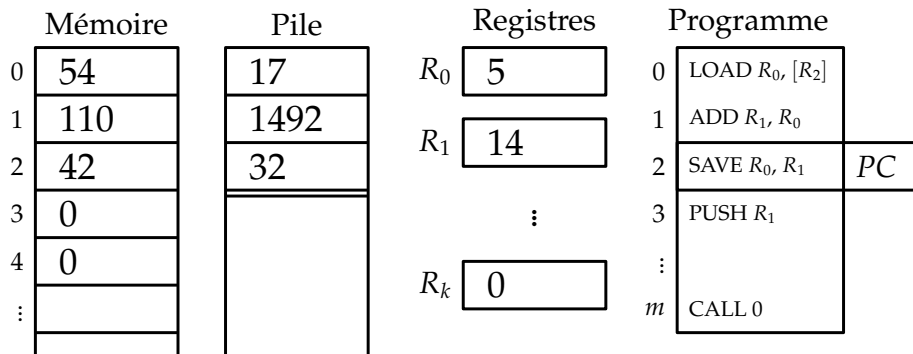 Mémoire Pile Registres Programme
0 54 17 R0 5 0 LOAD R0, [R2]
1 110 1492 R1 14 1 ADD R1, R0
2 42 32 2 SAVE R0, R1 PC
3 0 ⋮ 3 PUSH R1
4 0 Rk 0 ⋮
⋮ m CALL 0